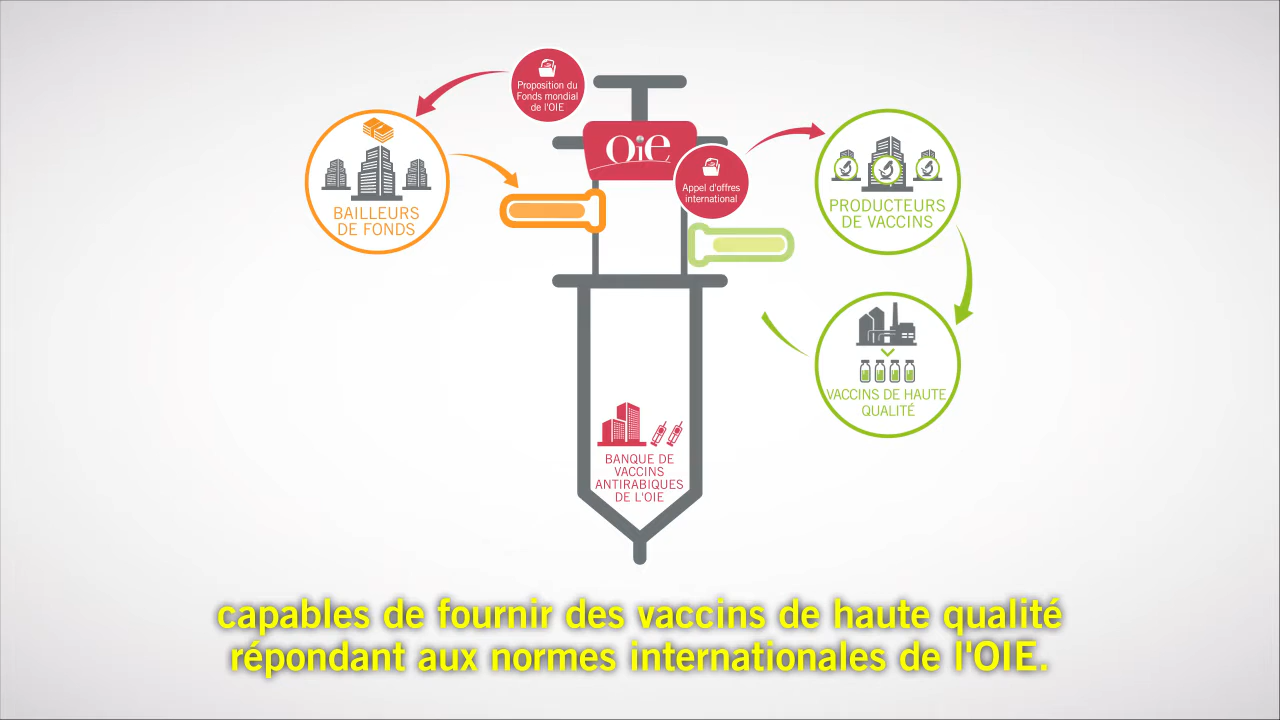 Proposition du
Fonds mondial
de l'OIE
OiE
Appel d'offres
international
BAILLEURS
DE FONDS
PRODUCTEURS
DE VACCINS
VACCINS DE HAUTE
QUALITÉ
BANQUE DE
VACCINS
ANTIRABIQUES
DE L'OIE
capables de fournir des vaccins de haute qualité
répondant aux normes internationales de l'OIE.